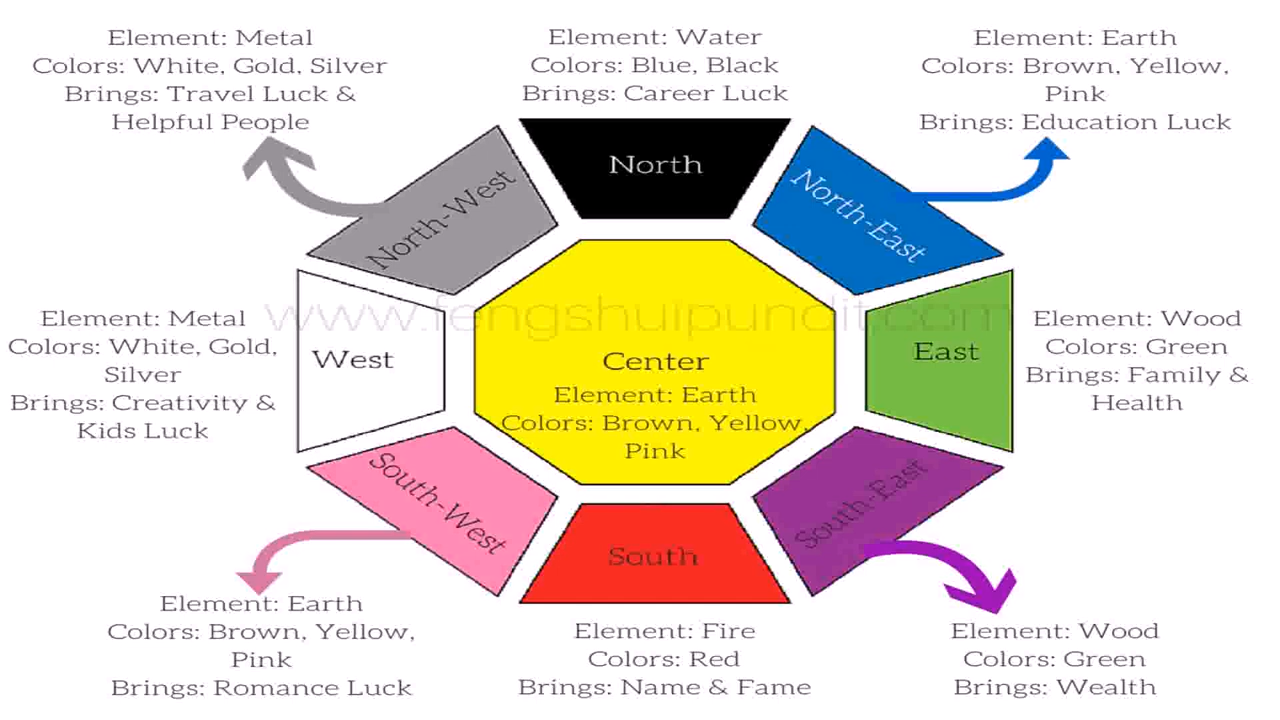 Element: Metal
Colors: White, Gold, Silver
Brings: Travel Luck &
Helpful People
Element: Water
Colors: Blue, Black
Brings: Career Luck
Element: Earth
Colors: Brown, Yellow,
Pink
Brings: Education Luck
North-West
North
North-East
www.fengshuipundit.com
Element: Metal
Colors: White, Gold,
Silver
Brings: Creativity &
Kids Luck
West
Center
Element: Earth
Colors: Brown, Yellow,
Pink
East
Element: Wood
Colors: Green
Brings: Family &
Health
South-West
South
South-East
Element: Earth
Colors: Brown, Yellow,
Pink
Brings: Romance Luck
Element: Fire
Colors: Red
Brings: Name & Fame
Element: Wood
Colors: Green
Brings: Wealth